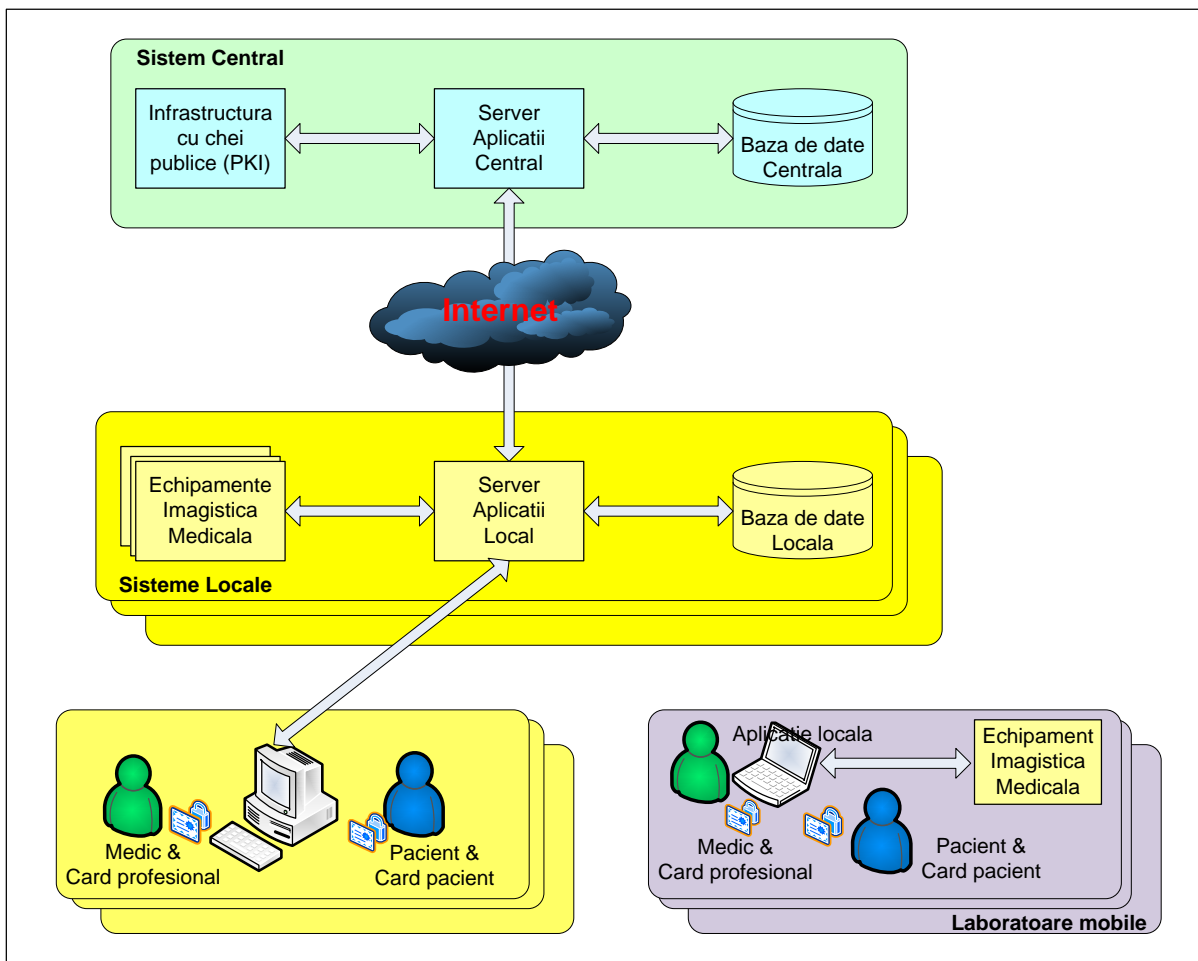 Sistem Central
Infrastructura
cu chei
publice (PKI)
Server
Aplicatii
Central
Baza de date
Centrala
Internet
Echipamente
Imagistica
Medicala
Server
Aplicatii
Local
Baza de date
Locala
Sisteme Locale
Medic &
Card profesional
Pacient &
Card pacient
Aplicatie locala
Echipament
Imagistica
Medicala
Medic &
Card profesional
Pacient &
Card pacient
Laboratoare mobile